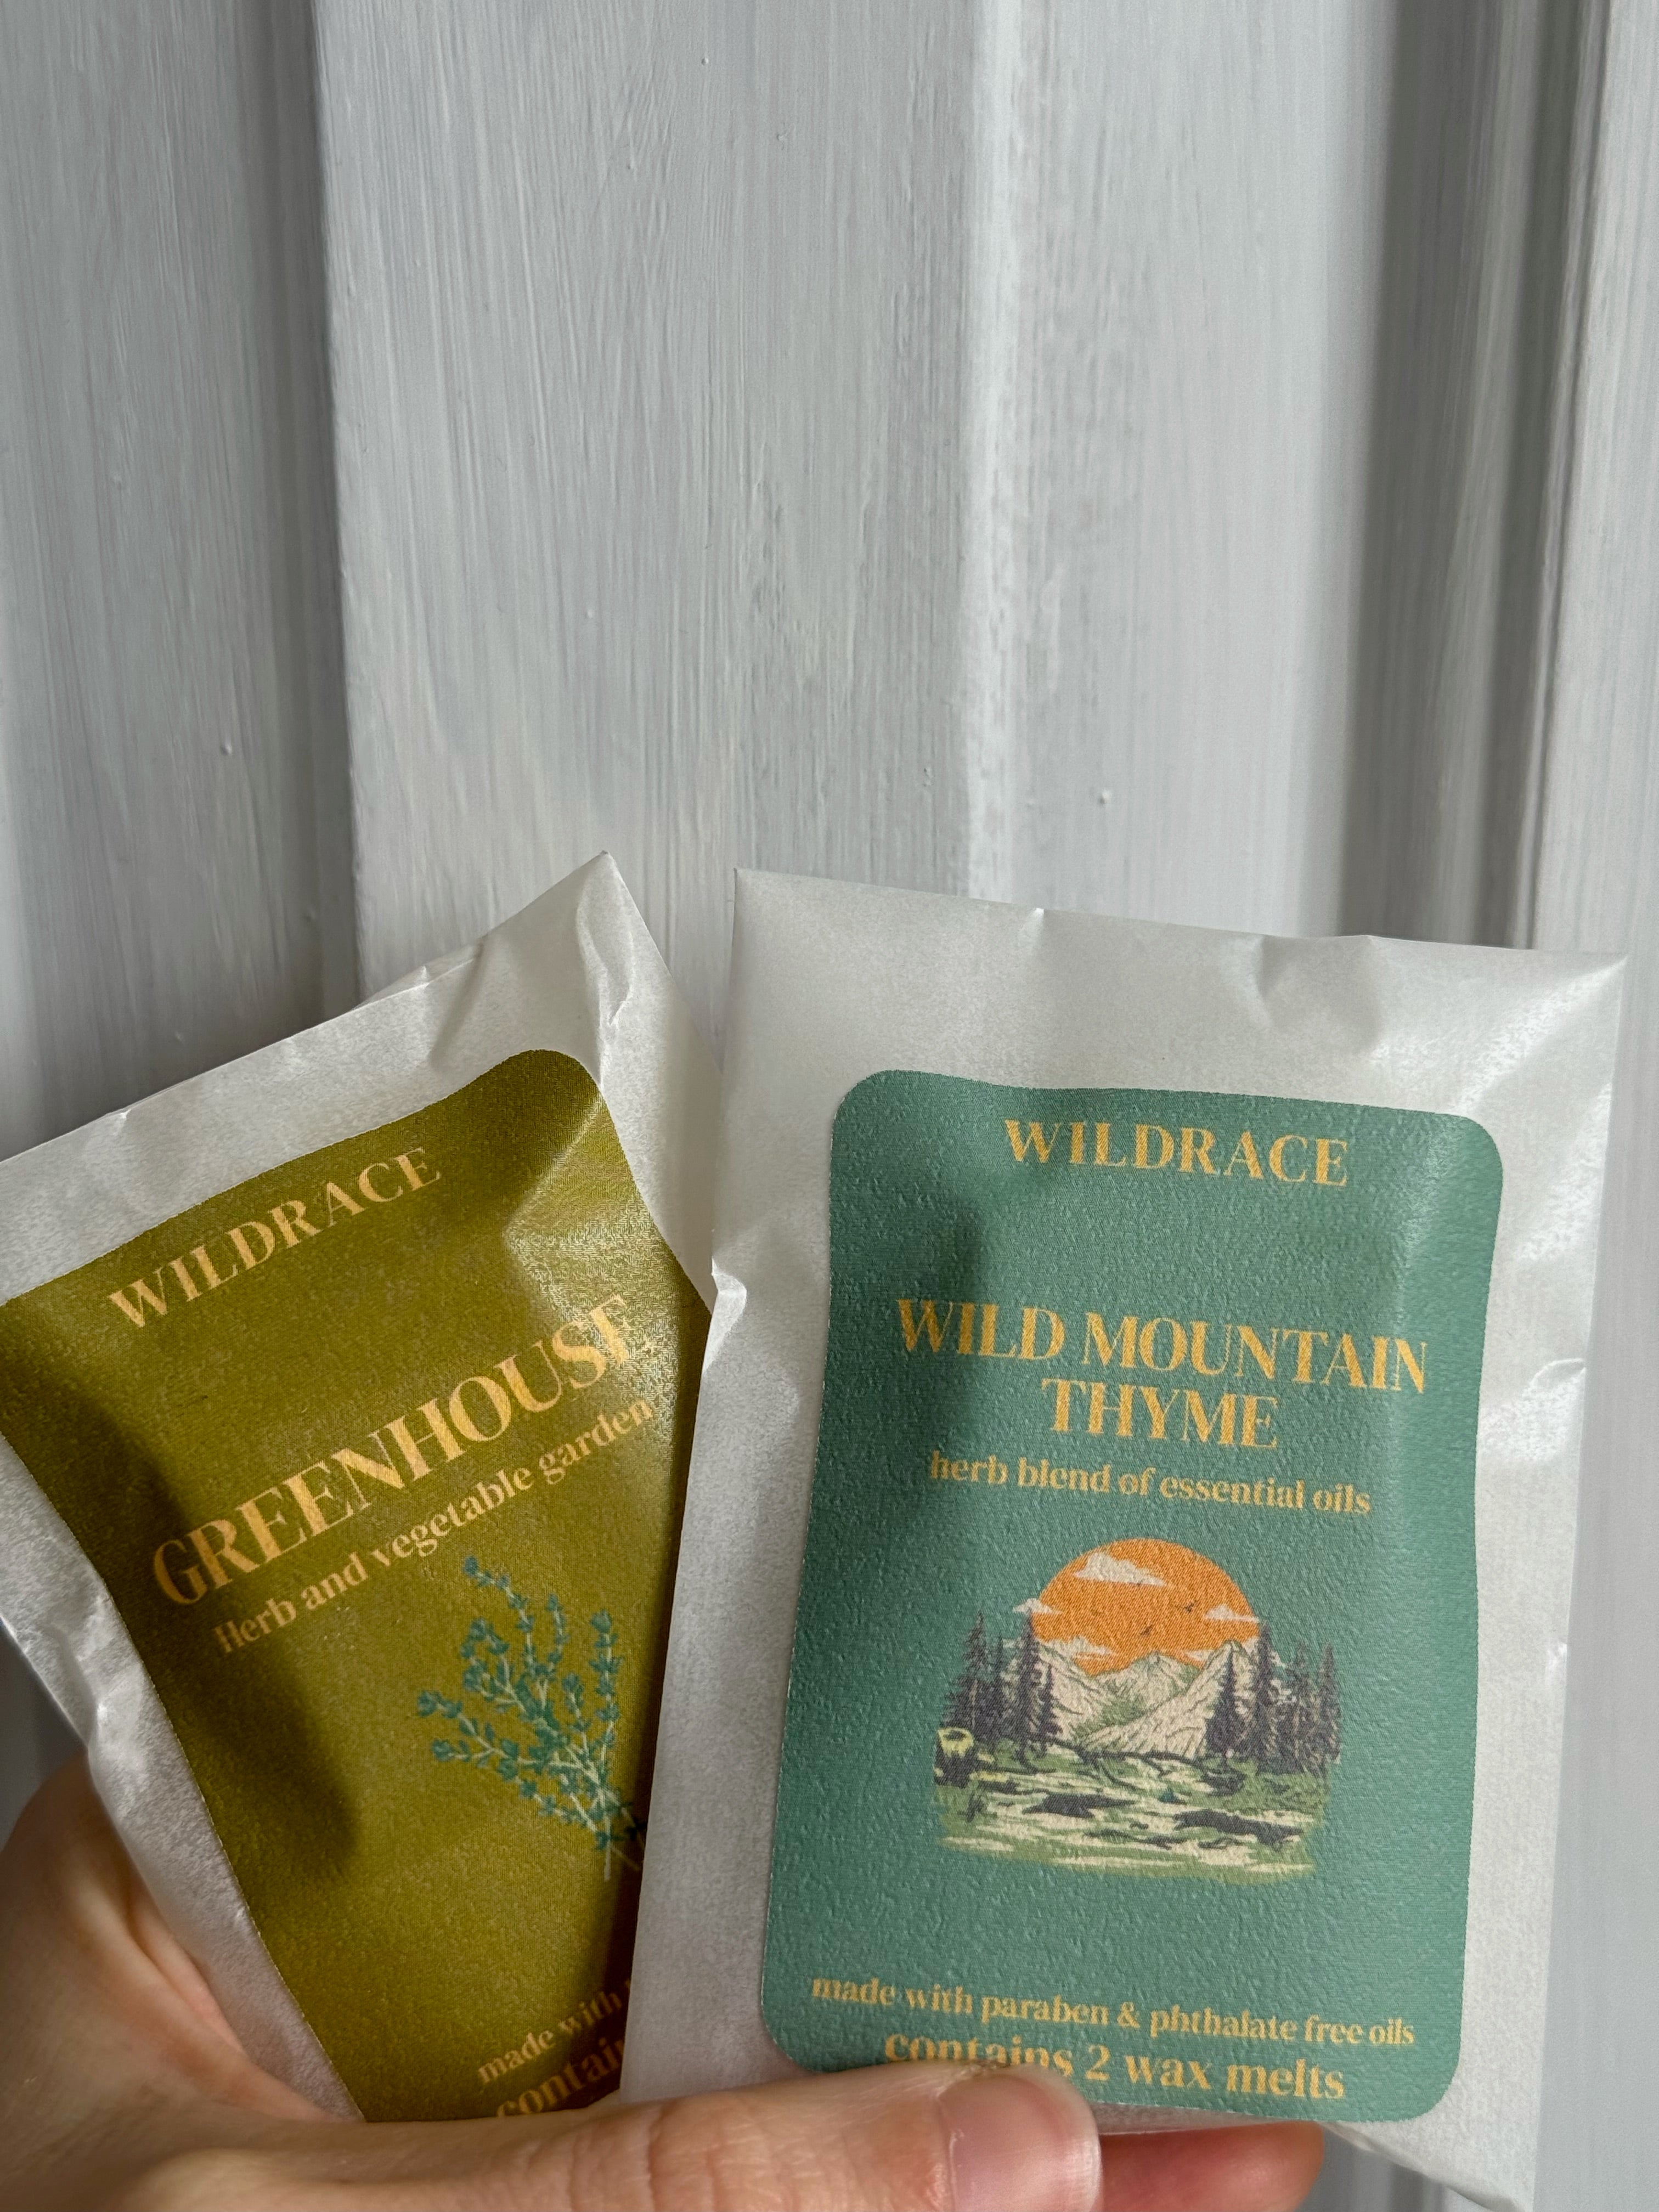 WILDRACE
GREENHOUSE
Herb and vegetable garden
made with
WILDRACE
WILD MOUNTAIN
THYME
herb blend of essential oils
made with paraben & phthalate free oils
contains 2 wax melts